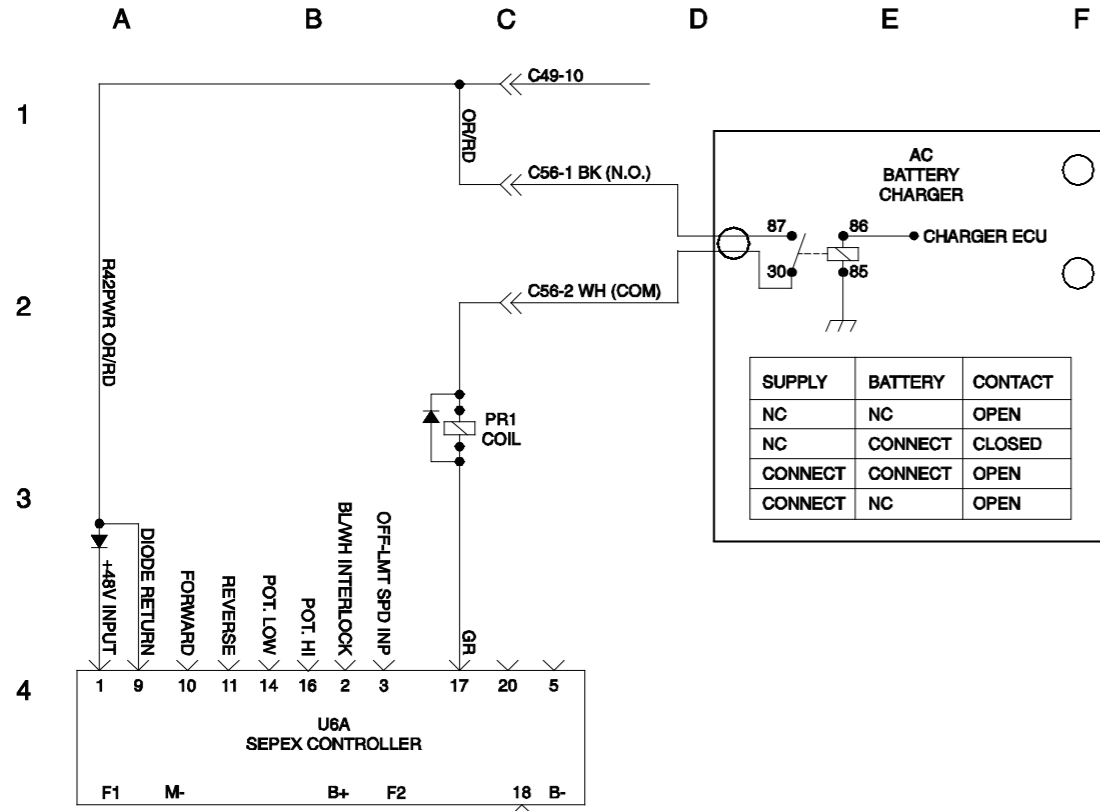 A B C D E F
1
2
3
4
C49-10
OR/RD
C56-1 BK (N.O.)
AC
BATTERY
CHARGER
87 86
CHARGER ECU
30 85
R42PWR OR/RD
C56-2 WH (COM)
SUPPLY BATTERY CONTACT
NC NC OPEN
NC CONNECT CLOSED
CONNECT CONNECT OPEN
CONNECT NC OPEN
PR1
COIL
+48V INPUT
DIODE RETURN
FORWARD
REVERSE
POT. LOW
POT. HI
BL/WH INTERLOCK
OFF-LMT SPD INP
GR
1 9 10 11 14 16 2 3 17 20 5
U6A
SEPEX CONTROLLER
F1 M- B+ F2 18 B-